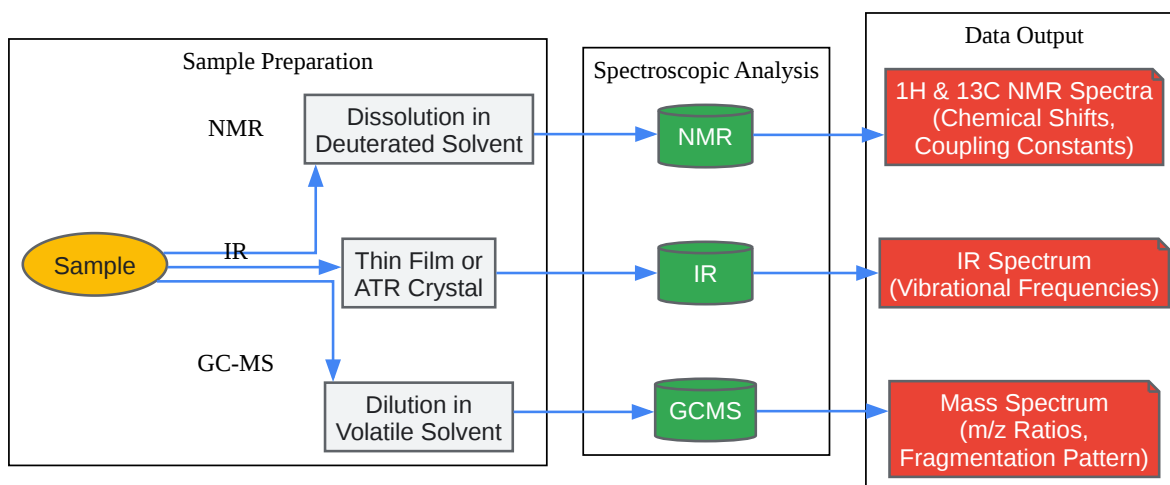 Sample Preparation
NMR
Dissolution in
Deuterated Solvent
Sample
IR
Thin Film or
ATR Crystal
GC-MS
Dilution in
Volatile Solvent
Spectroscopic Analysis
NMR
IR
GCMS
Data Output
1H & 13C NMR Spectra
(Chemical Shifts,
Coupling Constants)
IR Spectrum
(Vibrational Frequencies)
Mass Spectrum
(m/z Ratios,
Fragmentation Pattern)